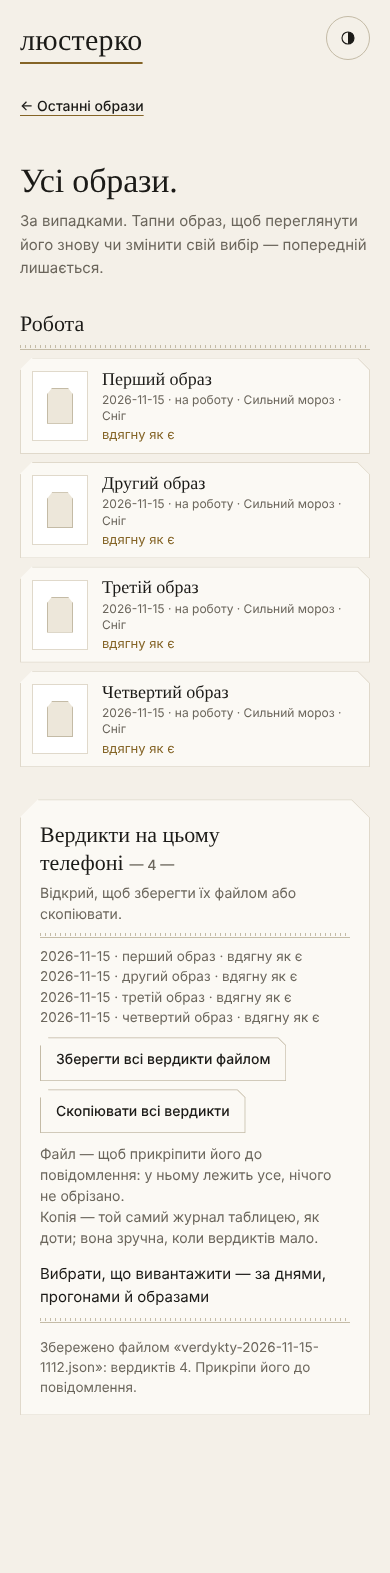 люстерко
← Останні образи
Усі образи.
За випадками. Тапни образ, щоб переглянути
його знову чи змінити свій вибір — попередній
лишається.
Робота
Перший образ
2026-11-15 · на роботу · Сильний мороз ·
Сніг
вдягну як є
Другий образ
2026-11-15 · на роботу · Сильний мороз ·
Сніг
вдягну як є
Третій образ
2026-11-15 · на роботу · Сильний мороз ·
Сніг
вдягну як є
Четвертий образ
2026-11-15 · на роботу · Сильний мороз ·
Сніг
вдягну як є
Вердикти на цьому
телефоні — 4 —
Відкрий, щоб зберегти їх файлом або
скопіювати.
2026-11-15 · перший образ · вдягну як є
2026-11-15 · другий образ · вдягну як є
2026-11-15 · третій образ · вдягну як є
2026-11-15 · четвертий образ · вдягну як є
Зберегти всі вердикти файлом
Скопіювати всі вердикти
Файл — щоб прикріпити його до
повідомлення: у ньому лежить усе, нічого
не обрізано.
Копія — той самий журнал таблицею, як
доти; вона зручна, коли вердиктів мало.
Вибрати, що вивантажити — за днями,
прогонами й образами
Збережено файлом «verdykty-2026-11-15-
1112.json»: вердиктів 4. Прикріпи його до
повідомлення.